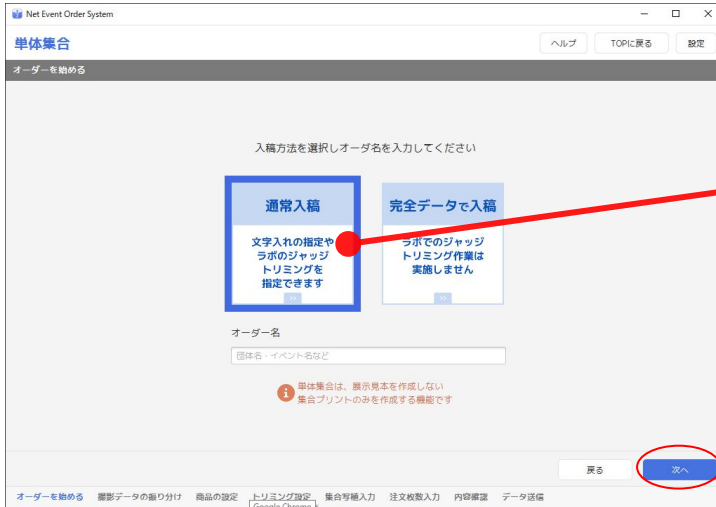 Net Event Order System
単体集合
ヘルプ
TOPに戻る
設定
オーダーを始める
入稿方法を選択しオーダ名を入力してください
通常入稿
文字入れの指定や
ラボのジャッジ
トリミングを
指定できます
完全データで入稿
ラボでのジャッジ
トリミング作業は
実施しません
オーダー名
団体名・イベント名など
単体集合は、展示見本を作成しない
集合プリントのみを作成する機能です
戻る
次へ
オーダーを始める 撮影データの振り分け 商品の設定 トリミング設定 集合写植入力 注文枚数入力 内容確認 データ送信
Google Chrome